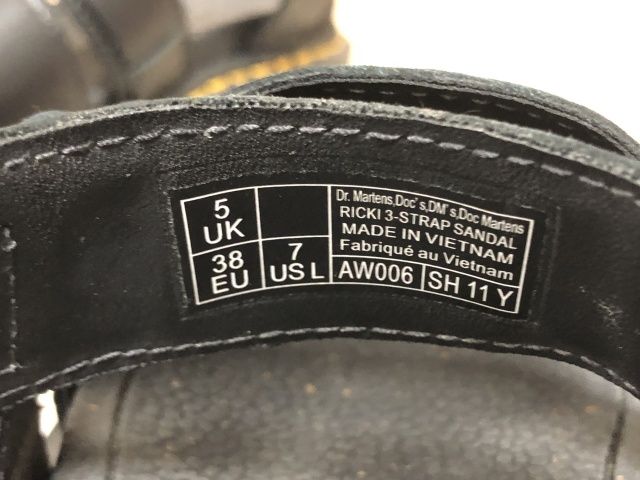 5
UK
38
EU
7
US L
Dr. Martens,Doc's,DM's,Doc Martens
RICKI 3-STRAP SANDAL
MADE IN VIETNAM
Fabriqué au Vietnam
AW006
SH 11 Y